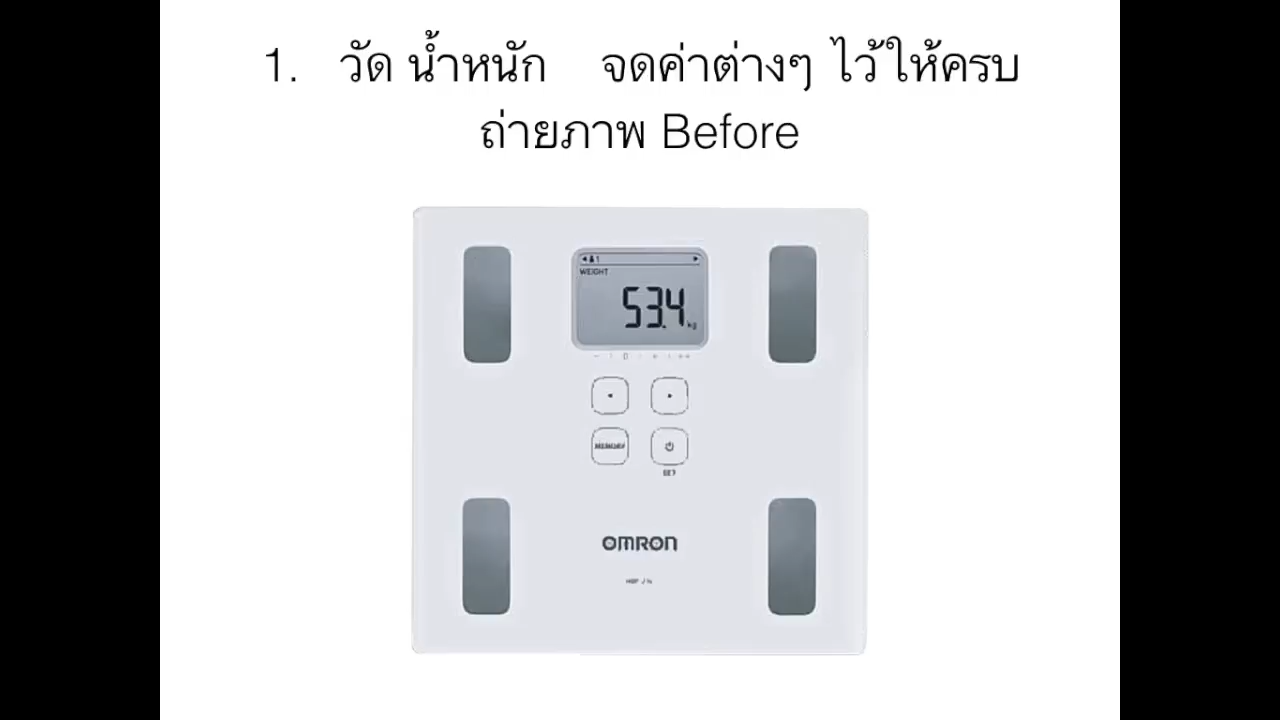 1. วัด น้ำหนัก จดค่าต่างๆ ไว้ให้ครบ
ถ่ายภาพ Before
1
WEIGHT
53.4 kg
MEMORY
SET
OMRON